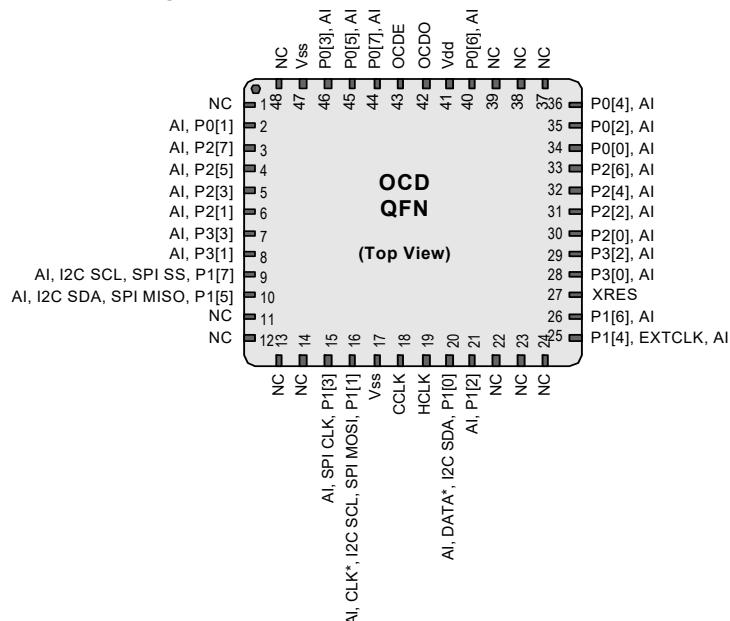 NC
Vss
P0[3], AI
P0[5], AI
P0[7], AI
OCDE
OCDO
Vdd
P0[6], AI
NC
NC
NC
48
47
46
45
44
43
42
41
40
39
38
37
NC 1
AI, P0[1] 2
AI, P2[7] 3
AI, P2[5] 4
AI, P2[3] 5
AI, P2[1] 6
AI, P3[3] 7
AI, P3[1] 8
AI, I2C SCL, SPI SS, P1[7] 9
AI, I2C SDA, SPI MISO, P1[5] 10
NC 11
NC 12
OCD
QFN
(Top View)
36 P0[4], AI
35 P0[2], AI
34 P0[0], AI
33 P2[6], AI
32 P2[4], AI
31 P2[2], AI
30 P2[0], AI
29 P3[2], AI
28 P3[0], AI
27 XRES
26 P1[6], AI
25 P1[4], EXTCLK, AI
13
14
15
16
17
18
19
20
21
22
23
24
NC
NC
AI, SPI CLK, P1[3]
AI, CLK*, I2C SCL, SPI MOSI, P1[1]
Vss
CCLK
HCLK
AI, DATA*, I2C SDA, P1[0]
AI, P1[2]
NC
NC
NC